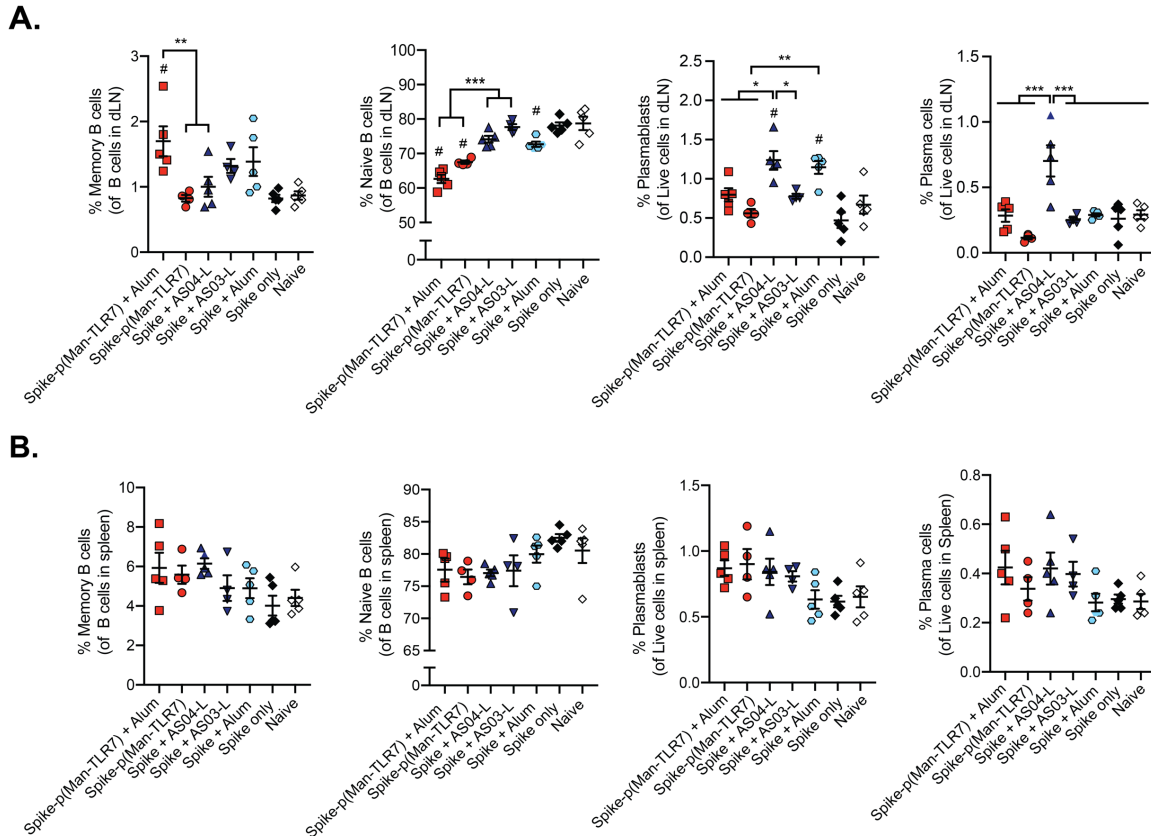 A.
% Memory B cells
(of B cells in dLN)
3
2
1
0
**
#
Spike-p(Man-TLR7) + Alum
Spike-p(Man-TLR7)
Spike + AS04-L
Spike + AS03-L
Spike + Alum
Spike only
Naive
% Naive B cells
(of B cells in dLN)
100
90
80
70
60
50
0
***
#
#
#
Spike-p(Man-TLR7) + Alum
Spike-p(Man-TLR7)
Spike + AS04-L
Spike + AS03-L
Spike + Alum
Spike only
Naive
% Plasmablasts
(of Live cells in dLN)
2.5
2.0
1.5
1.0
0.5
0.0
**
*
*
#
#
Spike-p(Man-TLR7) + Alum
Spike-p(Man-TLR7)
Spike + AS04-L
Spike + AS03-L
Spike + Alum
Spike only
Naive
% Plasma cells
(of Live cells in dLN)
1.5
1.0
0.5
0.0
***
***
Spike-p(Man-TLR7) + Alum
Spike-p(Man-TLR7)
Spike + AS04-L
Spike + AS03-L
Spike + Alum
Spike only
Naive
B.
% Memory B cells
(of B cells in spleen)
10
8
6
4
2
0
Spike-p(Man-TLR7) + Alum
Spike-p(Man-TLR7)
Spike + AS04-L
Spike + AS03-L
Spike + Alum
Spike only
Naive
% Naive B cells
(of B cells in spleen)
90
85
80
75
70
65
0
Spike-p(Man-TLR7) + Alum
Spike-p(Man-TLR7)
Spike + AS04-L
Spike + AS03-L
Spike + Alum
Spike only
Naive
% Plasmablasts
(of Live cells in spleen)
1.5
1.0
0.5
0.0
Spike-p(Man-TLR7) + Alum
Spike-p(Man-TLR7)
Spike + AS04-L
Spike + AS03-L
Spike + Alum
Spike only
Naive
% Plasma cells
(of Live cells in Spleen)
0.8
0.6
0.4
0.2
0.0
Spike-p(Man-TLR7) + Alum
Spike-p(Man-TLR7)
Spike + AS04-L
Spike + AS03-L
Spike + Alum
Spike only
Naive